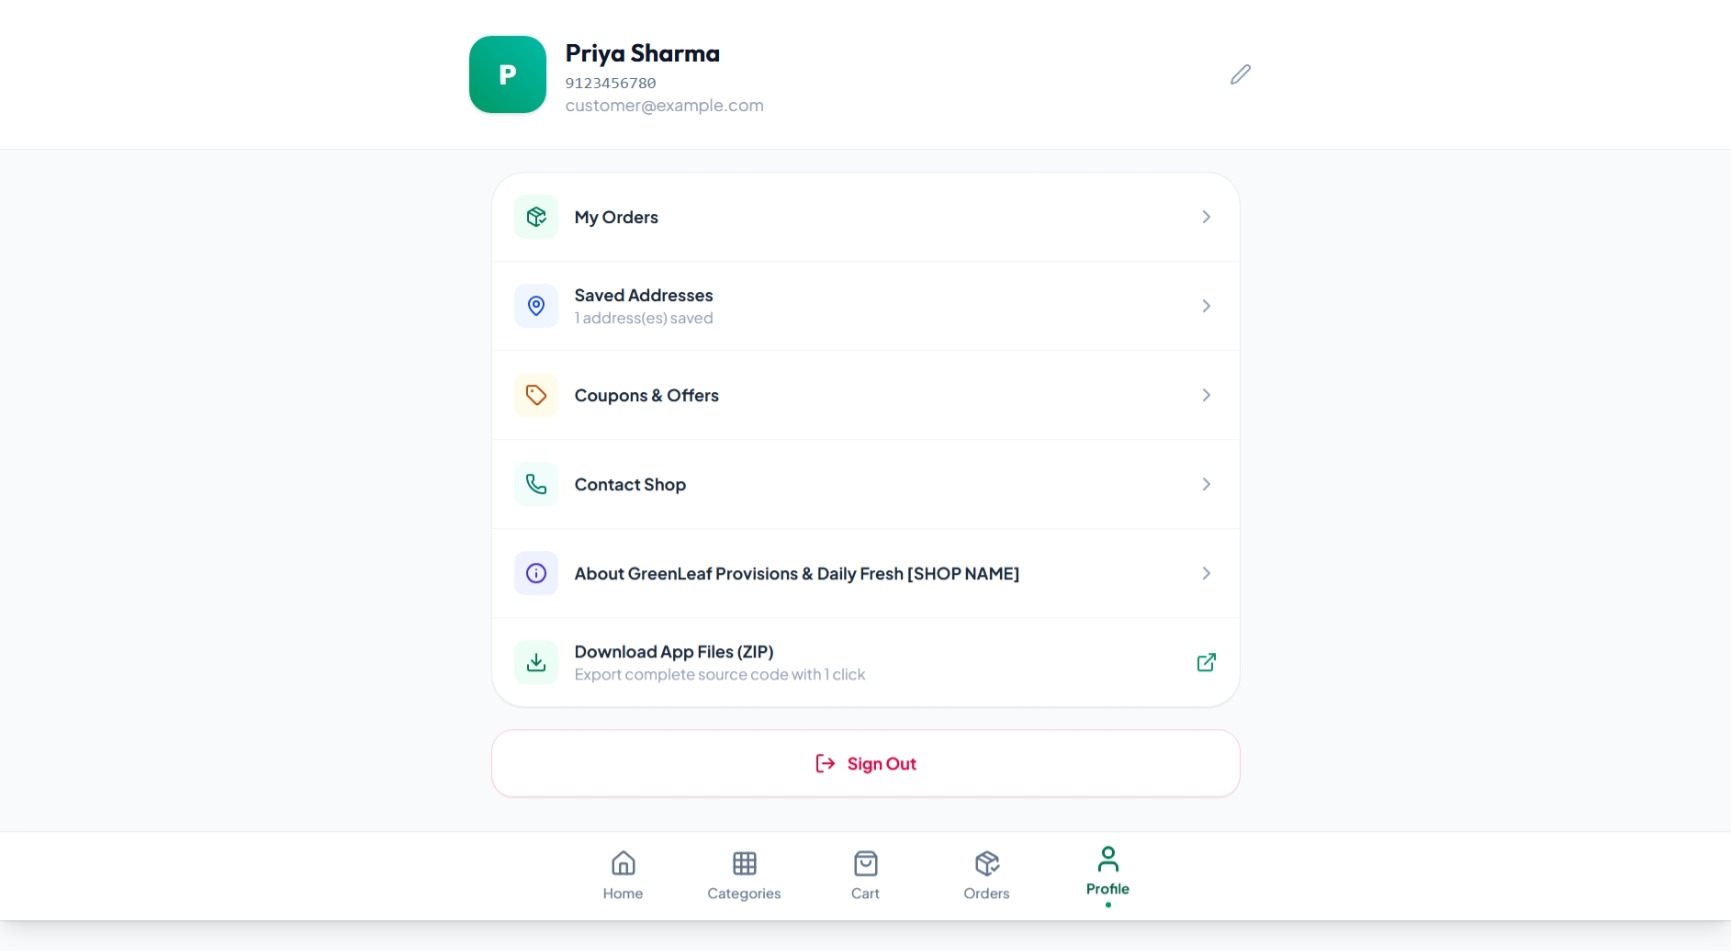 P
Priya Sharma
9123456780
customer@example.com
My Orders
Saved Addresses
1 address(es) saved
Coupons & Offers
Contact Shop
About GreenLeaf Provisions & Daily Fresh [SHOP NAME]
Download App Files (ZIP)
Export complete source code with 1 click
Sign Out
Home
Categories
Cart
Orders
Profile